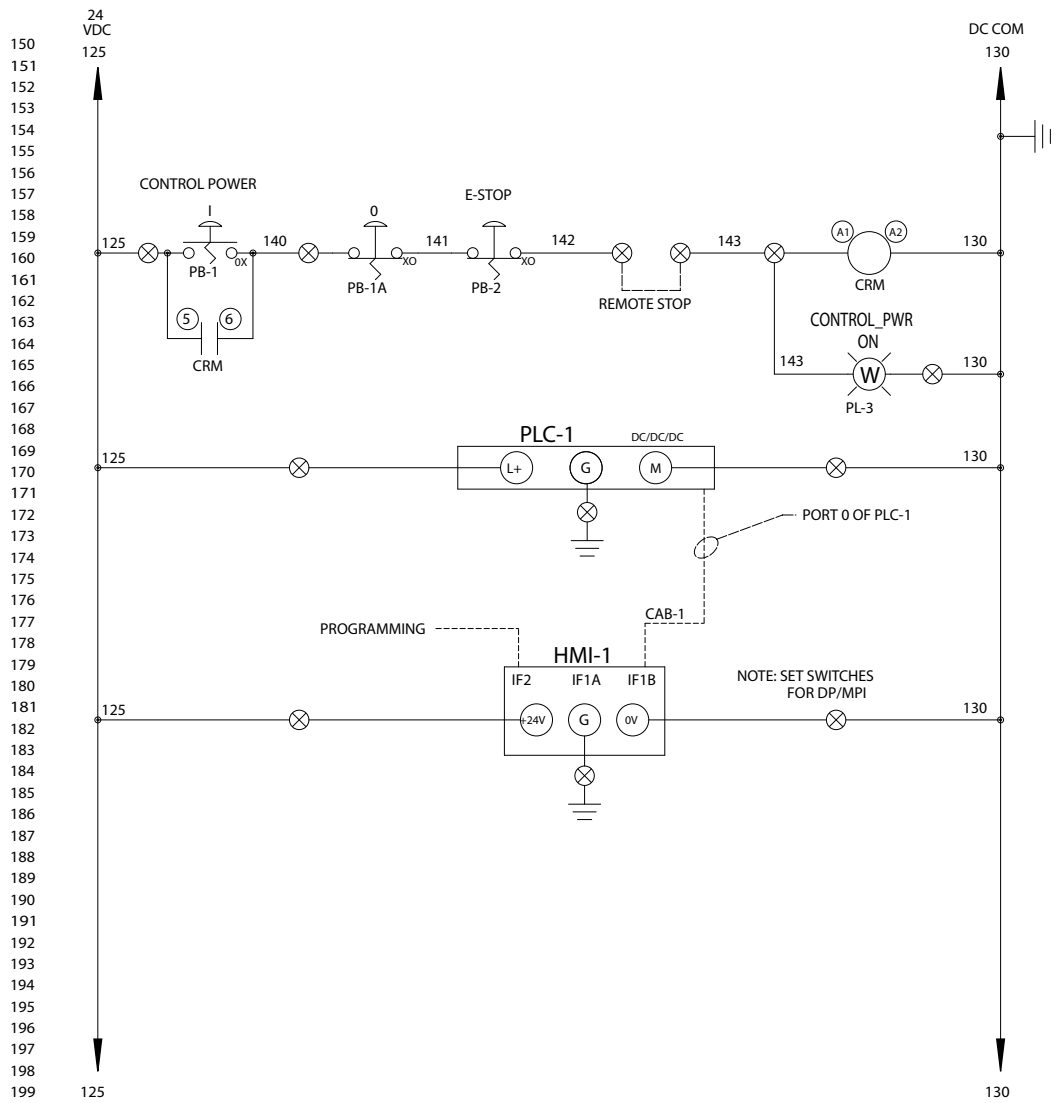 24
VDC
DC COM
150
125
130
151
152
153
154
155
156
157
CONTROL POWER
E-STOP
158
I
0
159
125
140
141
142
143
A1
A2
130
160
PB-1
0X
XO
XO
161
PB-1A
PB-2
CRM
162
REMOTE STOP
163
5
6
CONTROL_PWR
164
ON
165
CRM
143
130
166
W
167
PL-3
168
PLC-1
DC/DC/DC
169
125
130
170
L+
G
M
171
172
PORT 0 OF PLC-1
173
174
175
176
177
PROGRAMMING
CAB-1
178
179
HMI-1
180
IF2
IF1A
IF1B
NOTE: SET SWITCHES
181
FOR DP/MPI
125
130
182
+24V
G
0V
183
184
185
186
187
188
189
190
191
192
193
194
195
196
197
198
199
125
130